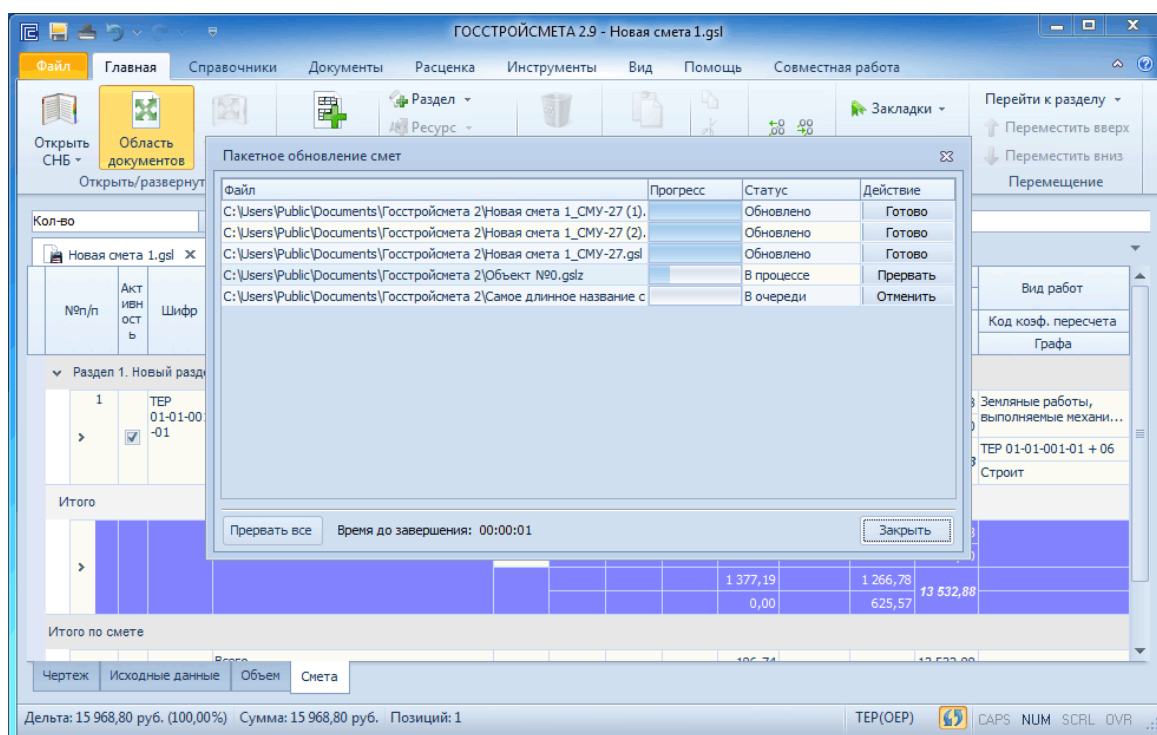 ГОССТРОЙСМЕТА 2.9 - Новая смета 1.gsl
Файл Главная Справочники Документы Расценка Инструменты Вид Помощь Совместная работа
Раздел
Закладки
Перейти к разделу
Ресурс
Переместить вверх
Открыть СНБ
Область документов
Переместить вниз
Открыть/развернут
Перемещение
Пакетное обновление смет
Файл Прогресс Статус Действие
C:\Users\Public\Documents\Госстройсмета 2\Новая смета 1_СМУ-27 (1). Обновлено Готово
C:\Users\Public\Documents\Госстройсмета 2\Новая смета 1_СМУ-27 (2). Обновлено Готово
C:\Users\Public\Documents\Госстройсмета 2\Новая смета 1_СМУ-27.gsl Обновлено Готово
C:\Users\Public\Documents\Госстройсмета 2\Объект №0.gslz В процессе Прервать
C:\Users\Public\Documents\Госстройсмета 2\Самое длинное название с В очереди Отменить
Прервать все Время до завершения: 00:00:01 Закрыть
Кол-во
Новая смета 1.gsl
№п/п
Акт
ивн
ост
ь
Шифр
Вид работ
Код коэф. пересчета
Графа
Раздел 1. Новый разд
1
ТЕР
01-01-001
-01
Земляные работы,
выполняемые механи...
ТЕР 01-01-001-01 + 06
Строит
Итого
1 377,19 1 266,78
13 532,88
0,00 625,57
Итого по смете
Чертеж Исходные данные Объем Смета
Дельта: 15 968,80 руб. (100,00%) Сумма: 15 968,80 руб. Позиций: 1 ТЕР(ОЕР) CAPS NUM SCRL OVR